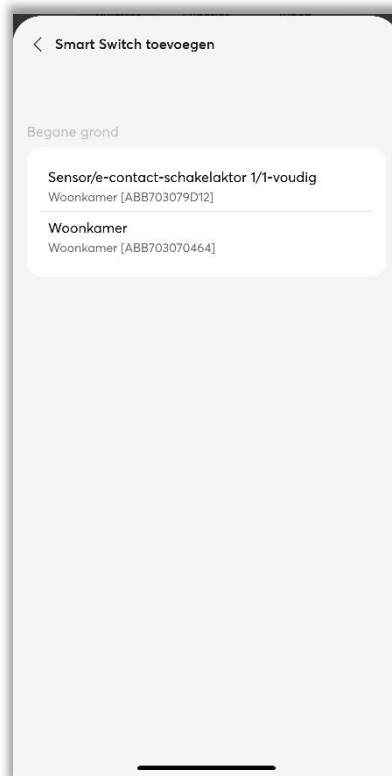 Smart Switch toevoegen
Begane grond
Sensor/e-contact-schakelaktor 1/1-voudig
Woonkamer [ABB703079D12]
Woonkamer
Woonkamer [ABB703070464]